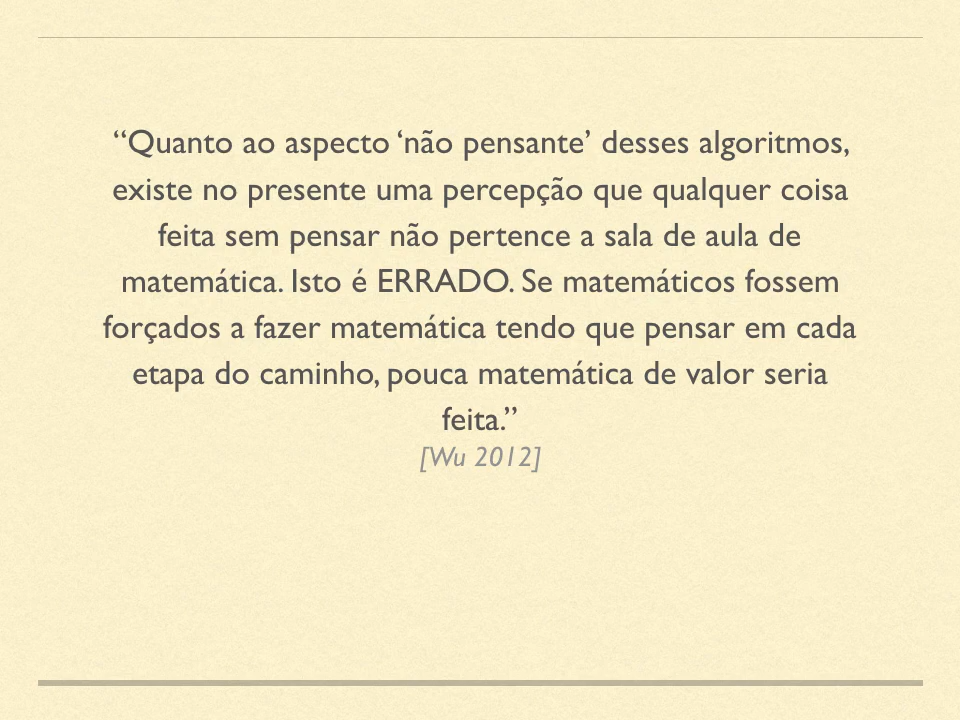 “Quanto ao aspecto ‘não pensante’ desses algoritmos,
existe no presente uma percepção que qualquer coisa
feita sem pensar não pertence a sala de aula de
matemática. Isto é ERRADO. Se matemáticos fossem
forçados a fazer matemática tendo que pensar em cada
etapa do caminho, pouca matemática de valor seria
feita.”
[Wu 2012]